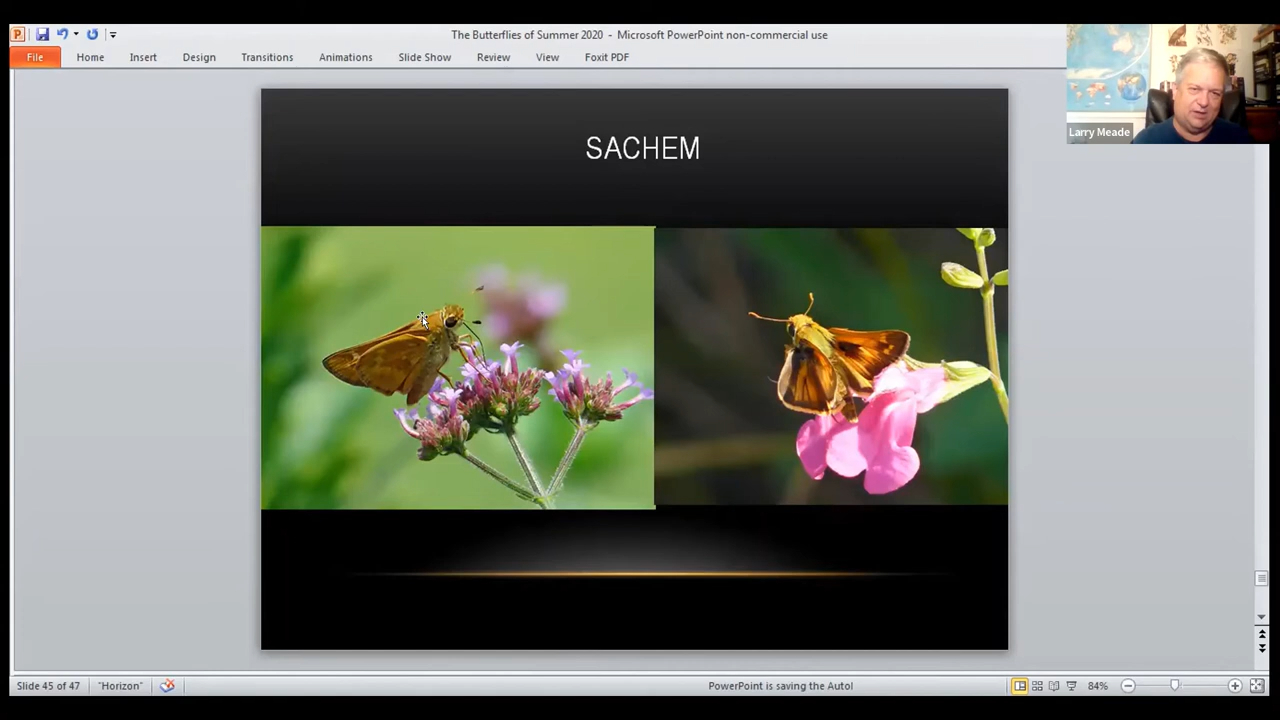 The Butterflies of Summer 2020 - Microsoft PowerPoint non-commercial use
File Home Insert Design Transitions Animations Slide Show Review View Foxit PDF
Larry Meade
SACHEM
Slide 45 of 47 "Horizon" PowerPoint is saving the Autol 84%